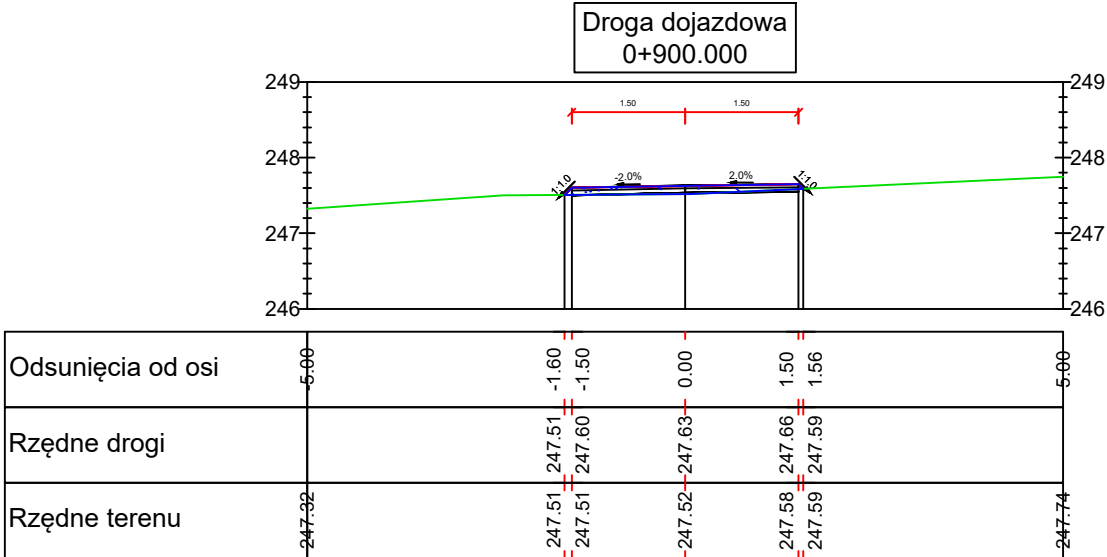 Droga dojazdowa
0+900.000
249 249
1.50 1.50
248 248
1:1.0 -2.0% 2.0% 1:1.0
247 247
246 246
Odsunięcia od osi -5.00 -1.60 -1.50 0.00 1.50 1.56 5.00
Rzędne drogi 247.51 247.60 247.63 247.66 247.59
Rzędne terenu 247.32 247.51 247.51 247.52 247.58 247.59 247.74